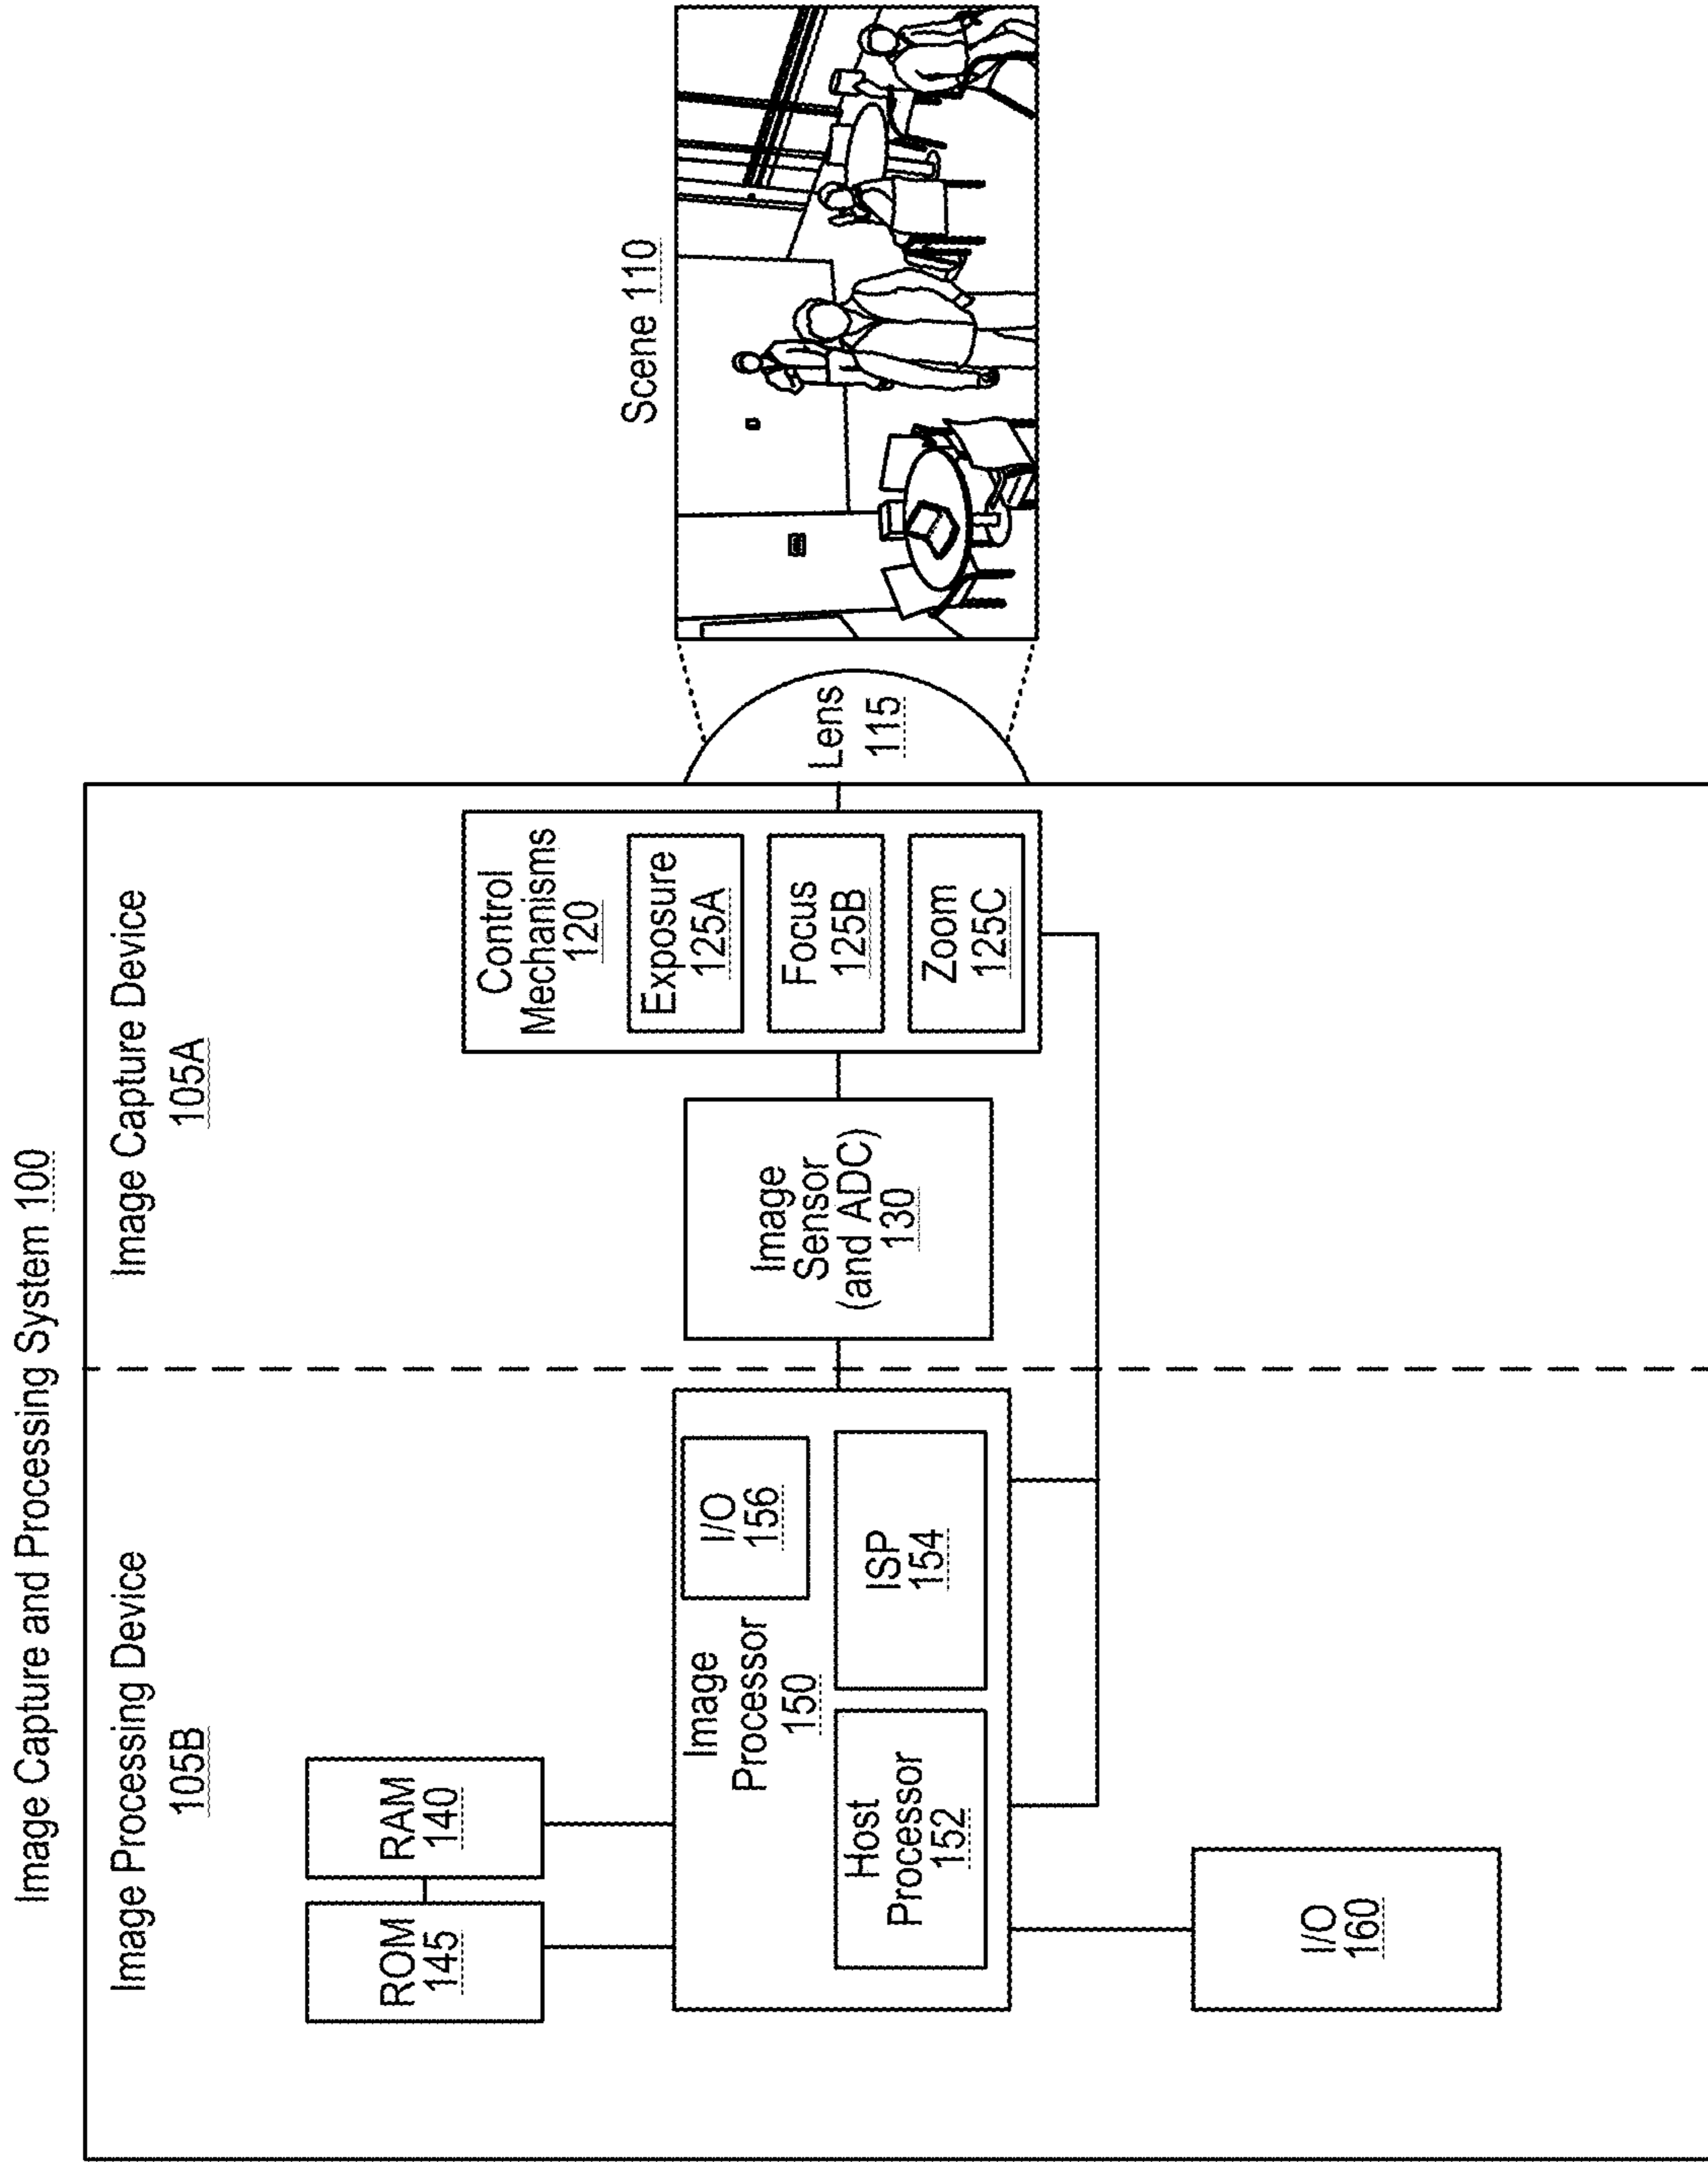 Image Capture and Processing System 100
Image Processing Device
105B
Image Capture Device
105A
ROM
145
RAM
140
Image
Processor
150
I/O
156
Host
Processor
152
ISP
154
I/O
160
Image
Sensor
(and ADC)
130
Control
Mechanisms
120
Exposure
125A
Focus
125B
Zoom
125C
Lens
115
Scene 110